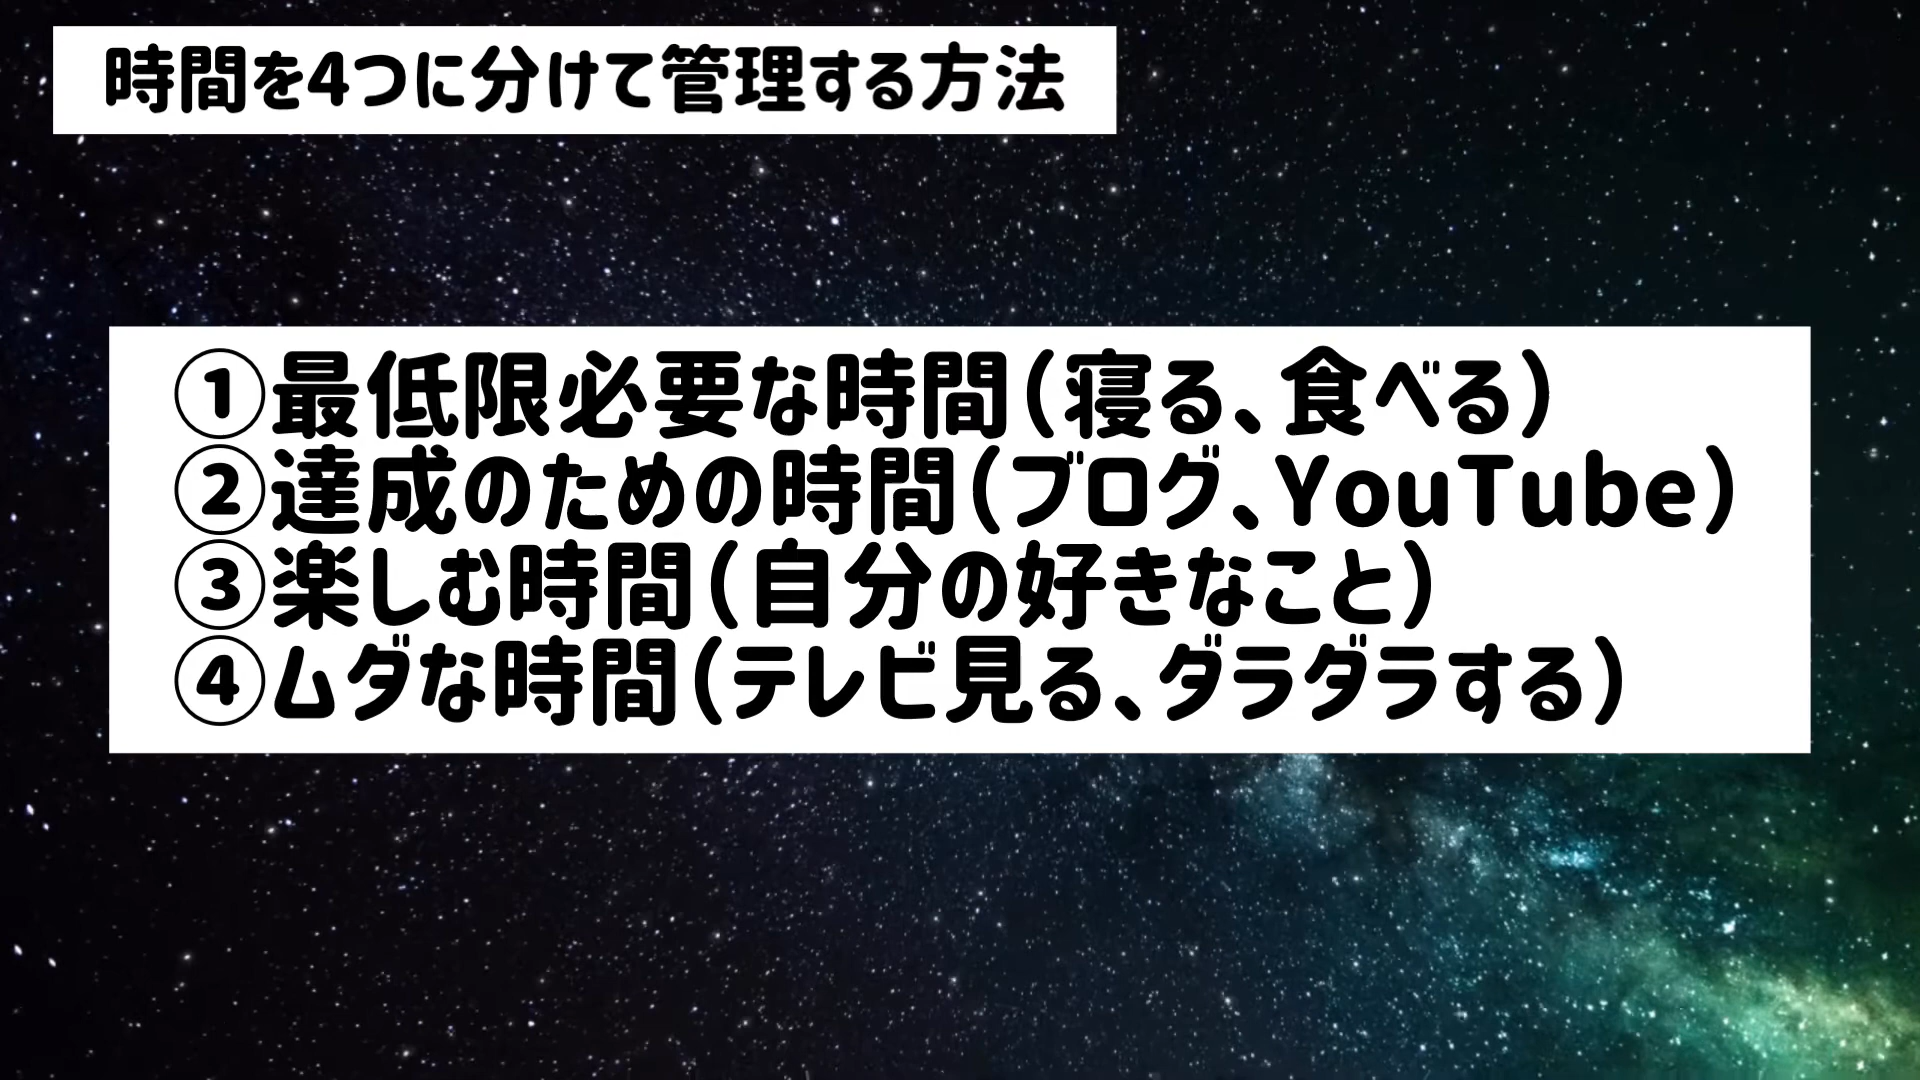 時間を4つに分けて管理する方法
①最低限必要な時間(寝る、食べる)
②達成のための時間(ブログ、YouTube)
③楽しむ時間(自分の好きなこと)
④ムダな時間(テレビ見る、ダラダラする)